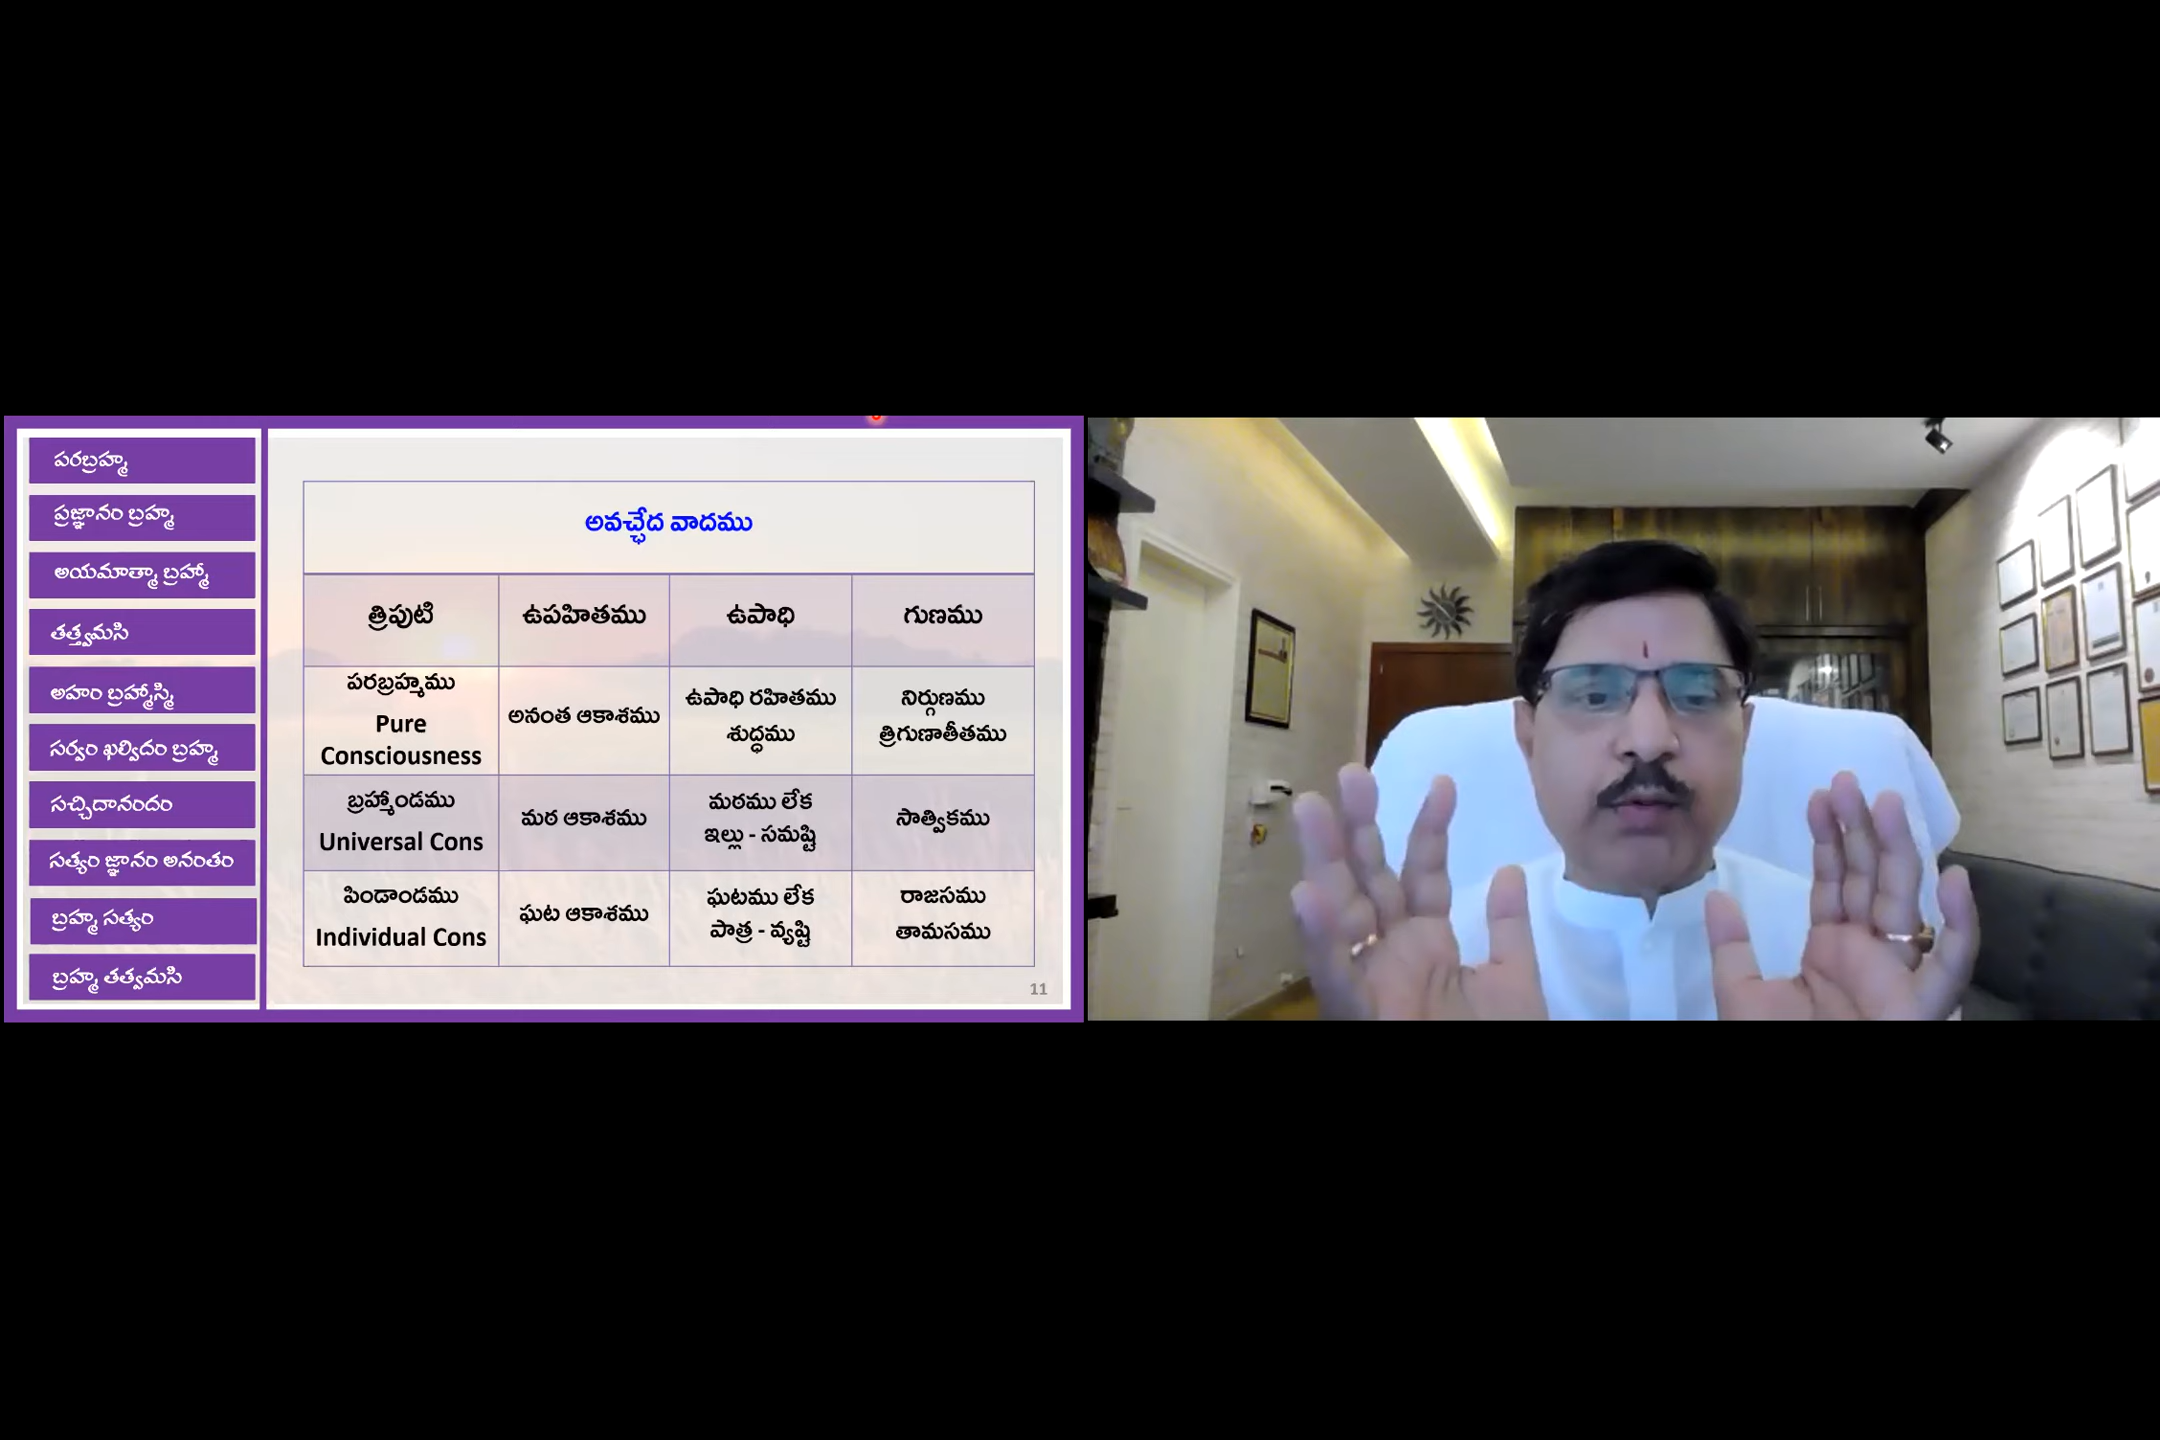 పరబ్రహ్మ
ప్రజ్ఞానం బ్రహ్మ
అయమాత్మా బ్రహ్మా
తత్త్వమసి
అహం బ్రహ్మాస్మి
సర్వం ఖల్విదం బ్రహ్మ
సచ్చిదానందం
సత్యం జ్ఞానం అనంతం
బ్రహ్మ సత్యం
బ్రహ్మ తత్వమసి
అవచ్ఛేద వాదము
త్రిపుటి ఉపహితము ఉపాధి గుణము
పరబ్రహ్మము
Pure
Consciousness
అనంత ఆకాశము
ఉపాధి రహితము
శుద్ధము
నిర్గుణము
త్రిగుణాతీతము
బ్రహ్మాండము
Universal Cons
మఠ ఆకాశము
మఠము లేక
ఇల్లు - సమష్టి
సాత్వికము
పిండాండము
Individual Cons
ఘట ఆకాశము
ఘటము లేక
పాత్ర - వ్యష్టి
రాజసము
తామసము
11